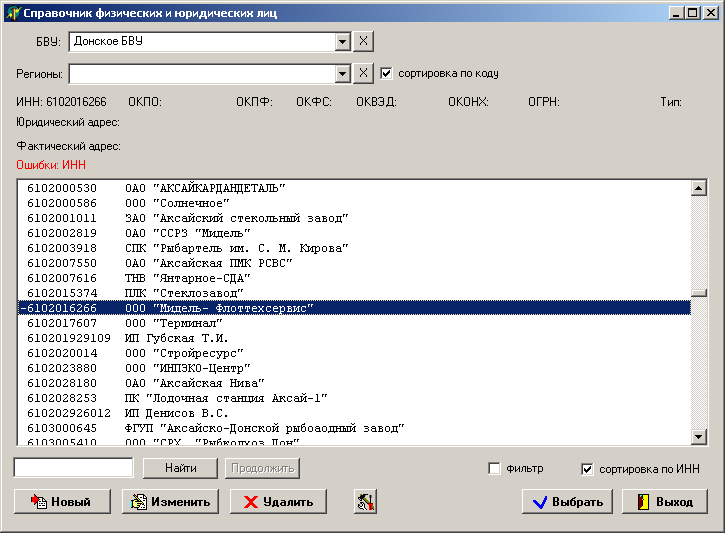 Справочник физических и юридических лиц
БВУ: Донское БВУ X
Регионы: X сортировка по коду
ИНН: 6102016266 ОКПО: ОКПФ: ОКФС: ОКВЭД: ОКОНХ: ОГРН: Тип:
Юридический адрес:
Фактический адрес:
Ошибки: ИНН
6102000530 ОАО "АКСАЙКАРДАНДЕТАЛЬ"
6102000586 ООО "Солнечное"
6102001011 ЗАО "Аксайский стекольный завод"
6102002819 ОАО "ССРЗ "Мидель"
6102003918 СПК "Рыбартель им. С. М. Кирова"
6102007550 ОАО "Аксайская ПМК РСВС"
6102007616 ТНВ "Янтарное-СДА"
6102015374 ПЛК "Стеклозавод"
-6102016266 ООО "Мидель- Флоттехсервис"
6102017607 ООО "Терминал"
610201929109 ИП Губская Т.И.
6102020014 ООО "Стройресурс"
6102023880 ООО "ИНПЭКО-Центр"
6102028180 ОАО "Аксайская Нива"
6102028253 ПК "Лодочная станция Аксай-1"
610202926012 ИП Денисов В.С.
6103000645 ФГУП "Аксайско-Донской рыбоаодный завод"
6103005410 ООО "СРХ "Рыбколхоз Дон"
Найти Продолжить фильтр сортировка по ИНН
Новый Изменить Удалить Выбрать Выход